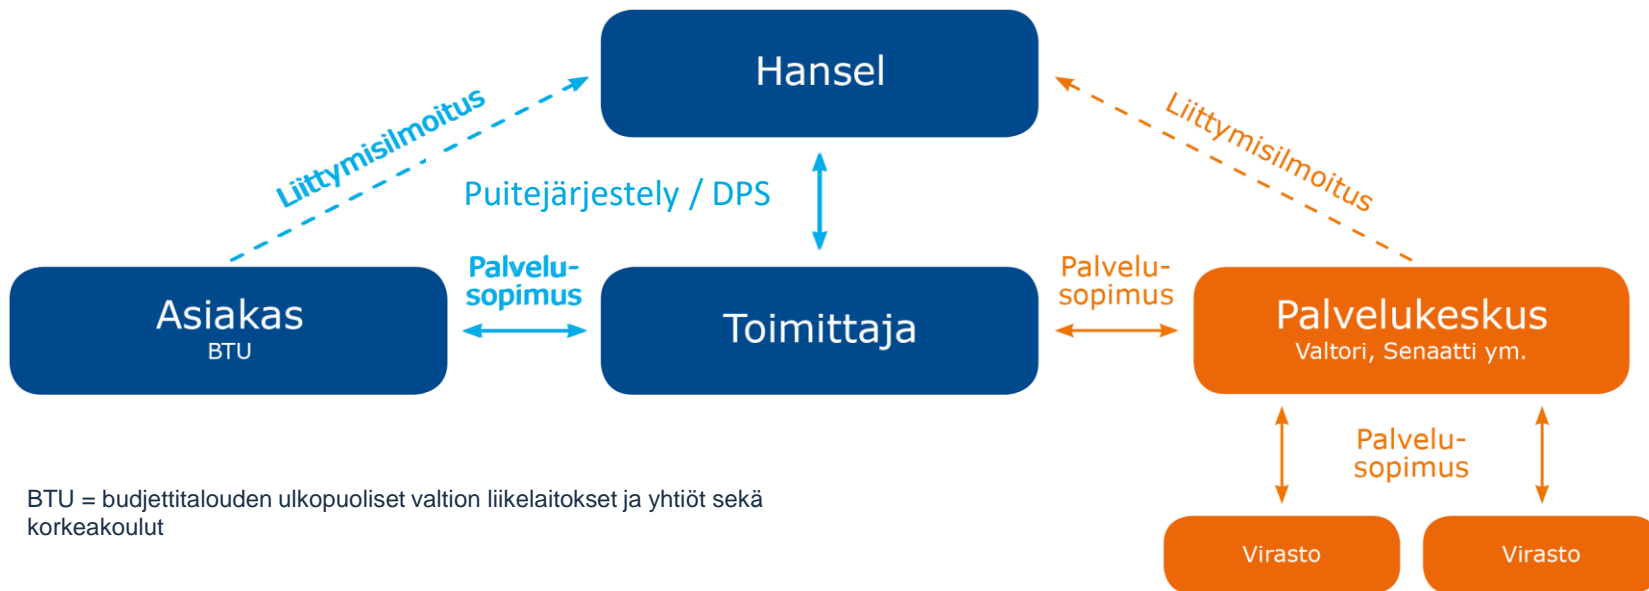 Hansel
Liittymisilmoitus
Liittymisilmoitus
Puitejärjestely / DPS
Asiakas
BTU
Palvelu-
sopimus
Toimittaja
Palvelu-
sopimus
Palvelukeskus
Valtori, Senaatti ym.
Palvelu-
sopimus
BTU = budjettitalouden ulkopuoliset valtion liikelaitokset ja yhtiöt sekä
korkeakoulut
Virasto
Virasto